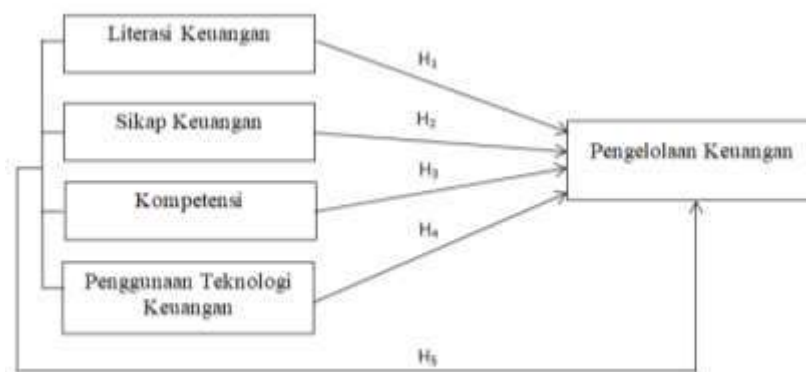 Literasi Keuangan
Sikap Keuangan
Kompetensi
Penggunaan Teknologi
Keuangan
H₁
H₂
H₃
H₄
H₅
Pengelolaan Keuangan